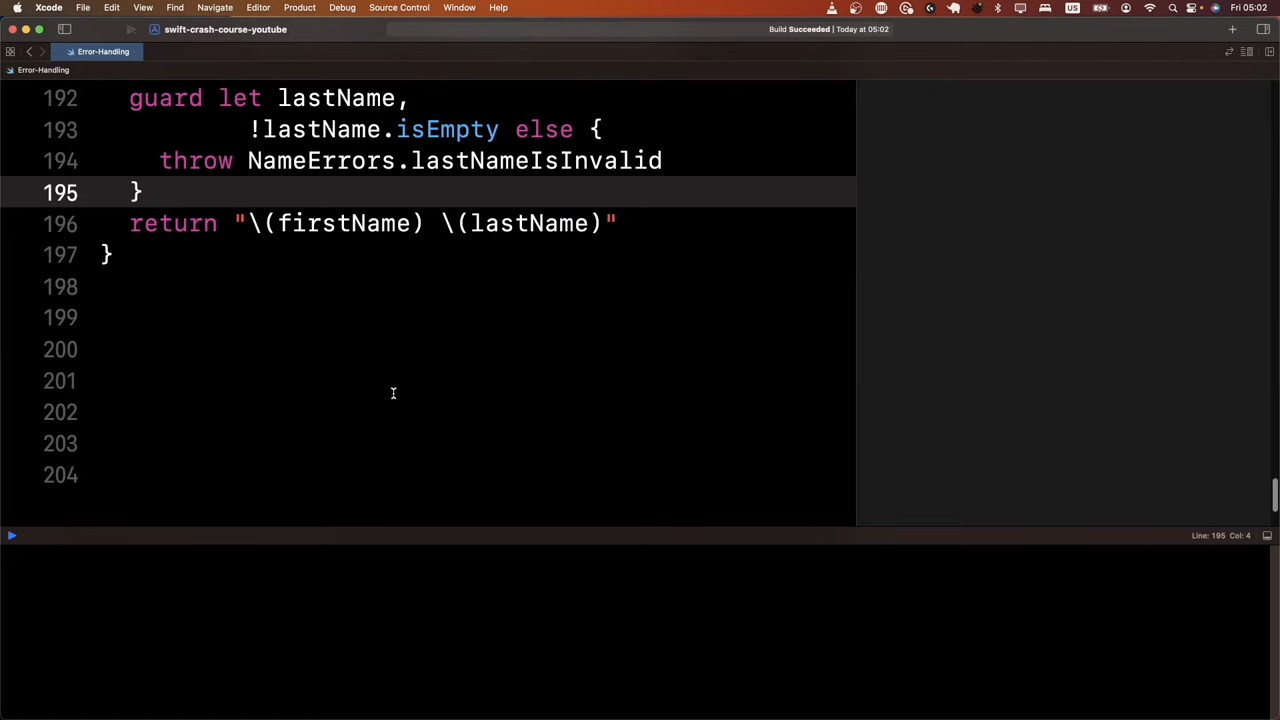 Xcode File Edit View Find Navigate Editor Product Debug Source Control Window Help US Fri 05:02
swift-crash-course-youtube Build Succeeded | Today at 05:02
Error-Handling
Error-Handling
192 guard let lastName,
193 !lastName.isEmpty else {
194 throw NameErrors.lastNameIsInvalid
195 }
196 return "\(firstName) \(lastName)"
197 }
198
199
200
201
202
203
204
Line: 195 Col: 4